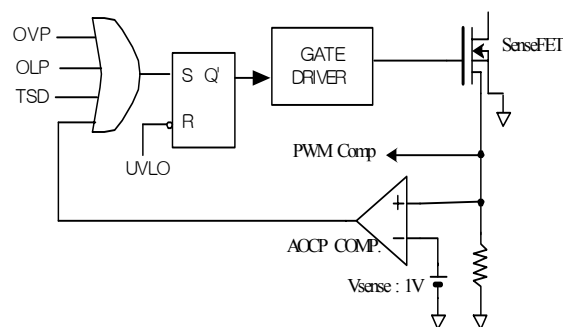 OVP
OLP
TSD
S Q'
R
UVLO
GATE
DRIVER
SenseFET
PWM Comp
+
-
AOCP COMP.
Vsense : 1V